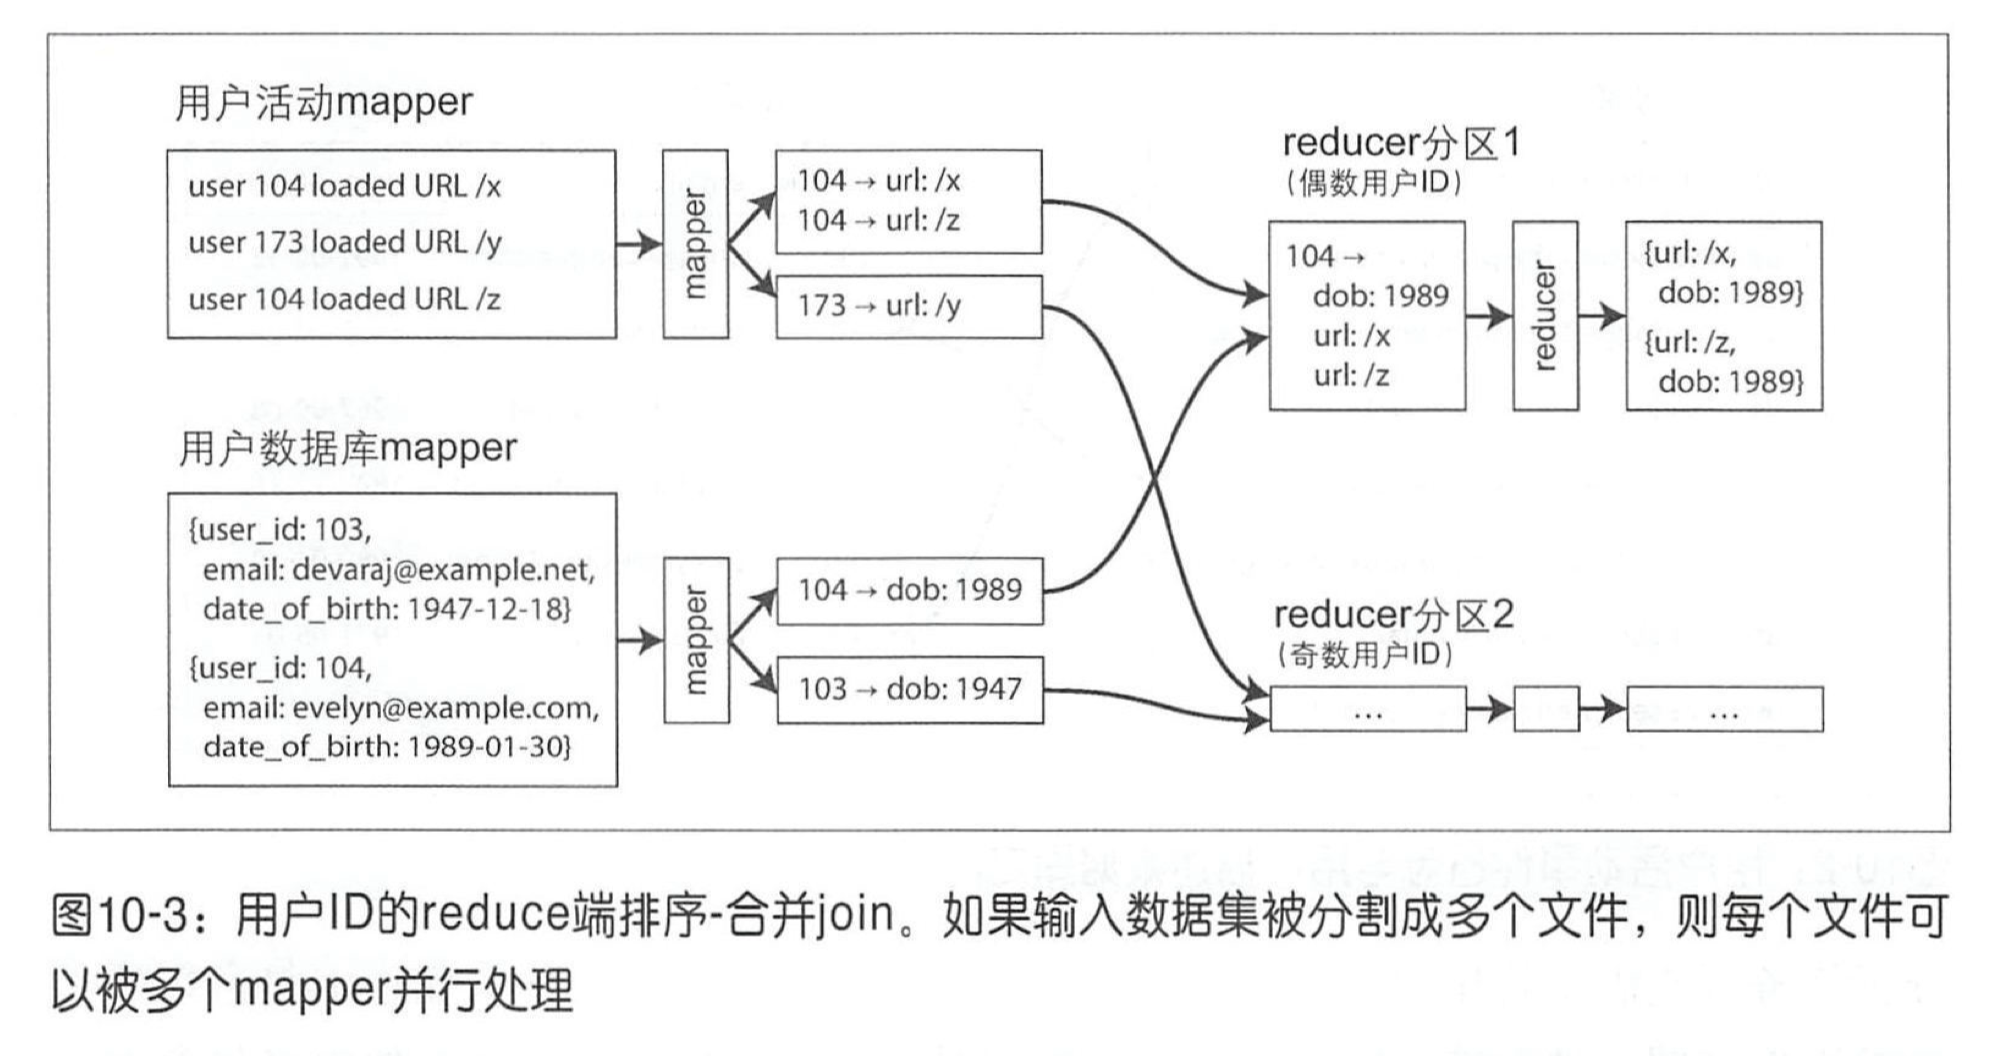 用户活动mapper
user 104 loaded URL /x
user 173 loaded URL /y
user 104 loaded URL /z
mapper
104 → url: /x
104 → url: /z
173 → url: /y
用户数据库mapper
{user_id: 103,
email: devaraj@example.net,
date_of_birth: 1947-12-18}
{user_id: 104,
email: evelyn@example.com,
date_of_birth: 1989-01-30}
mapper
104 → dob: 1989
103 → dob: 1947
reducer分区1
(偶数用户ID)
104 →
dob: 1989
url: /x
url: /z
reducer
{url: /x,
dob: 1989}
{url: /z,
dob: 1989}
reducer分区2
(奇数用户ID)
...
...
图10-3：用户ID的reduce端排序-合并join。如果输入数据集被分割成多个文件，则每个文件可
以被多个mapper并行处理